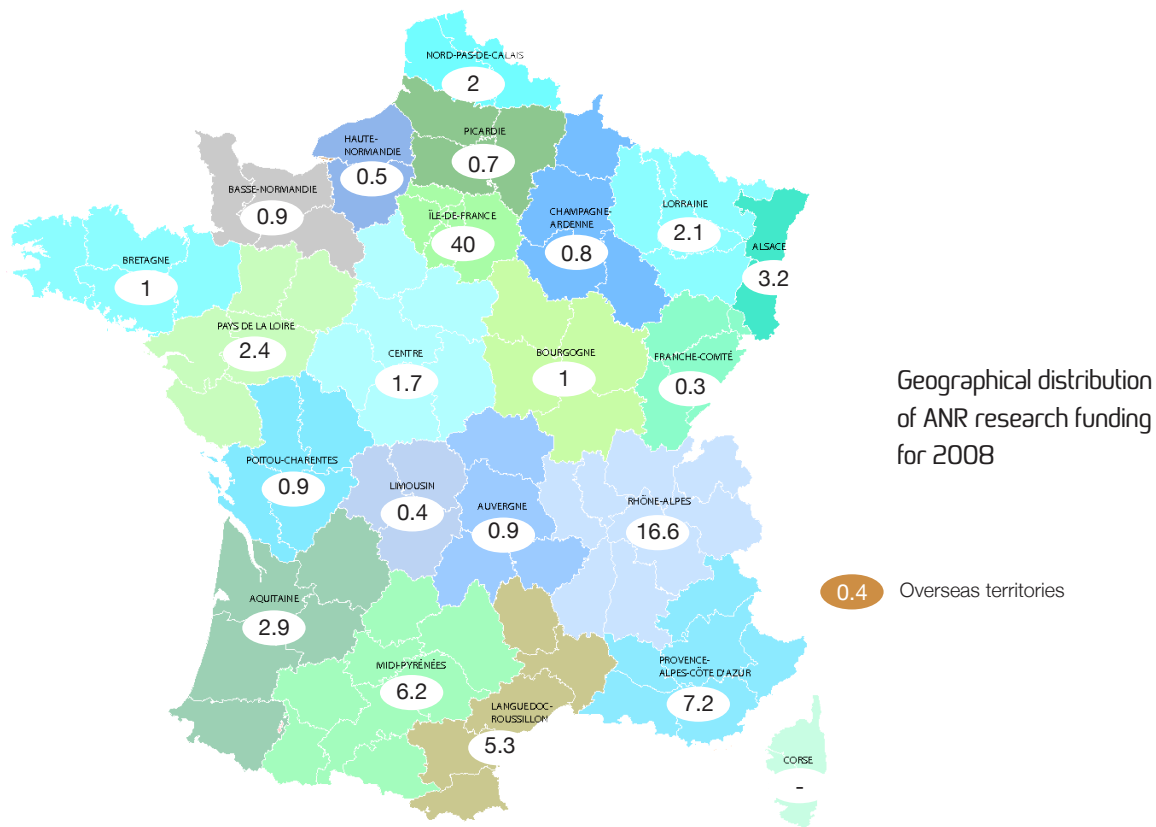 NORD-PAS-DE-CALAIS
2
PICARDIE
0.7
HAUTE-
NORMANDIE
0.5
BASSE-NORMANDIE
0.9
ÎLE-DE-FRANCE
40
CHAMPAGNE-
ARDENNE
0.8
LORRAINE
2.1
ALSACE
3.2
BRETAGNE
1
PAYS DE LA LOIRE
2.4
CENTRE
1.7
BOURGOGNE
1
FRANCHE-COMTÉ
0.3
Geographical distribution
of ANR research funding
for 2008
POITOU-CHARENTES
0.9
LIMOUSIN
0.4
AUVERGNE
0.9
RHÔNE-ALPES
16.6
0.4 Overseas territories
AQUITAINE
2.9
MIDI-PYRÉNÉES
6.2
LANGUEDOC-
ROUSSILLON
5.3
PROVENCE-
ALPES-CÔTE D'AZUR
7.2
CORSE
-